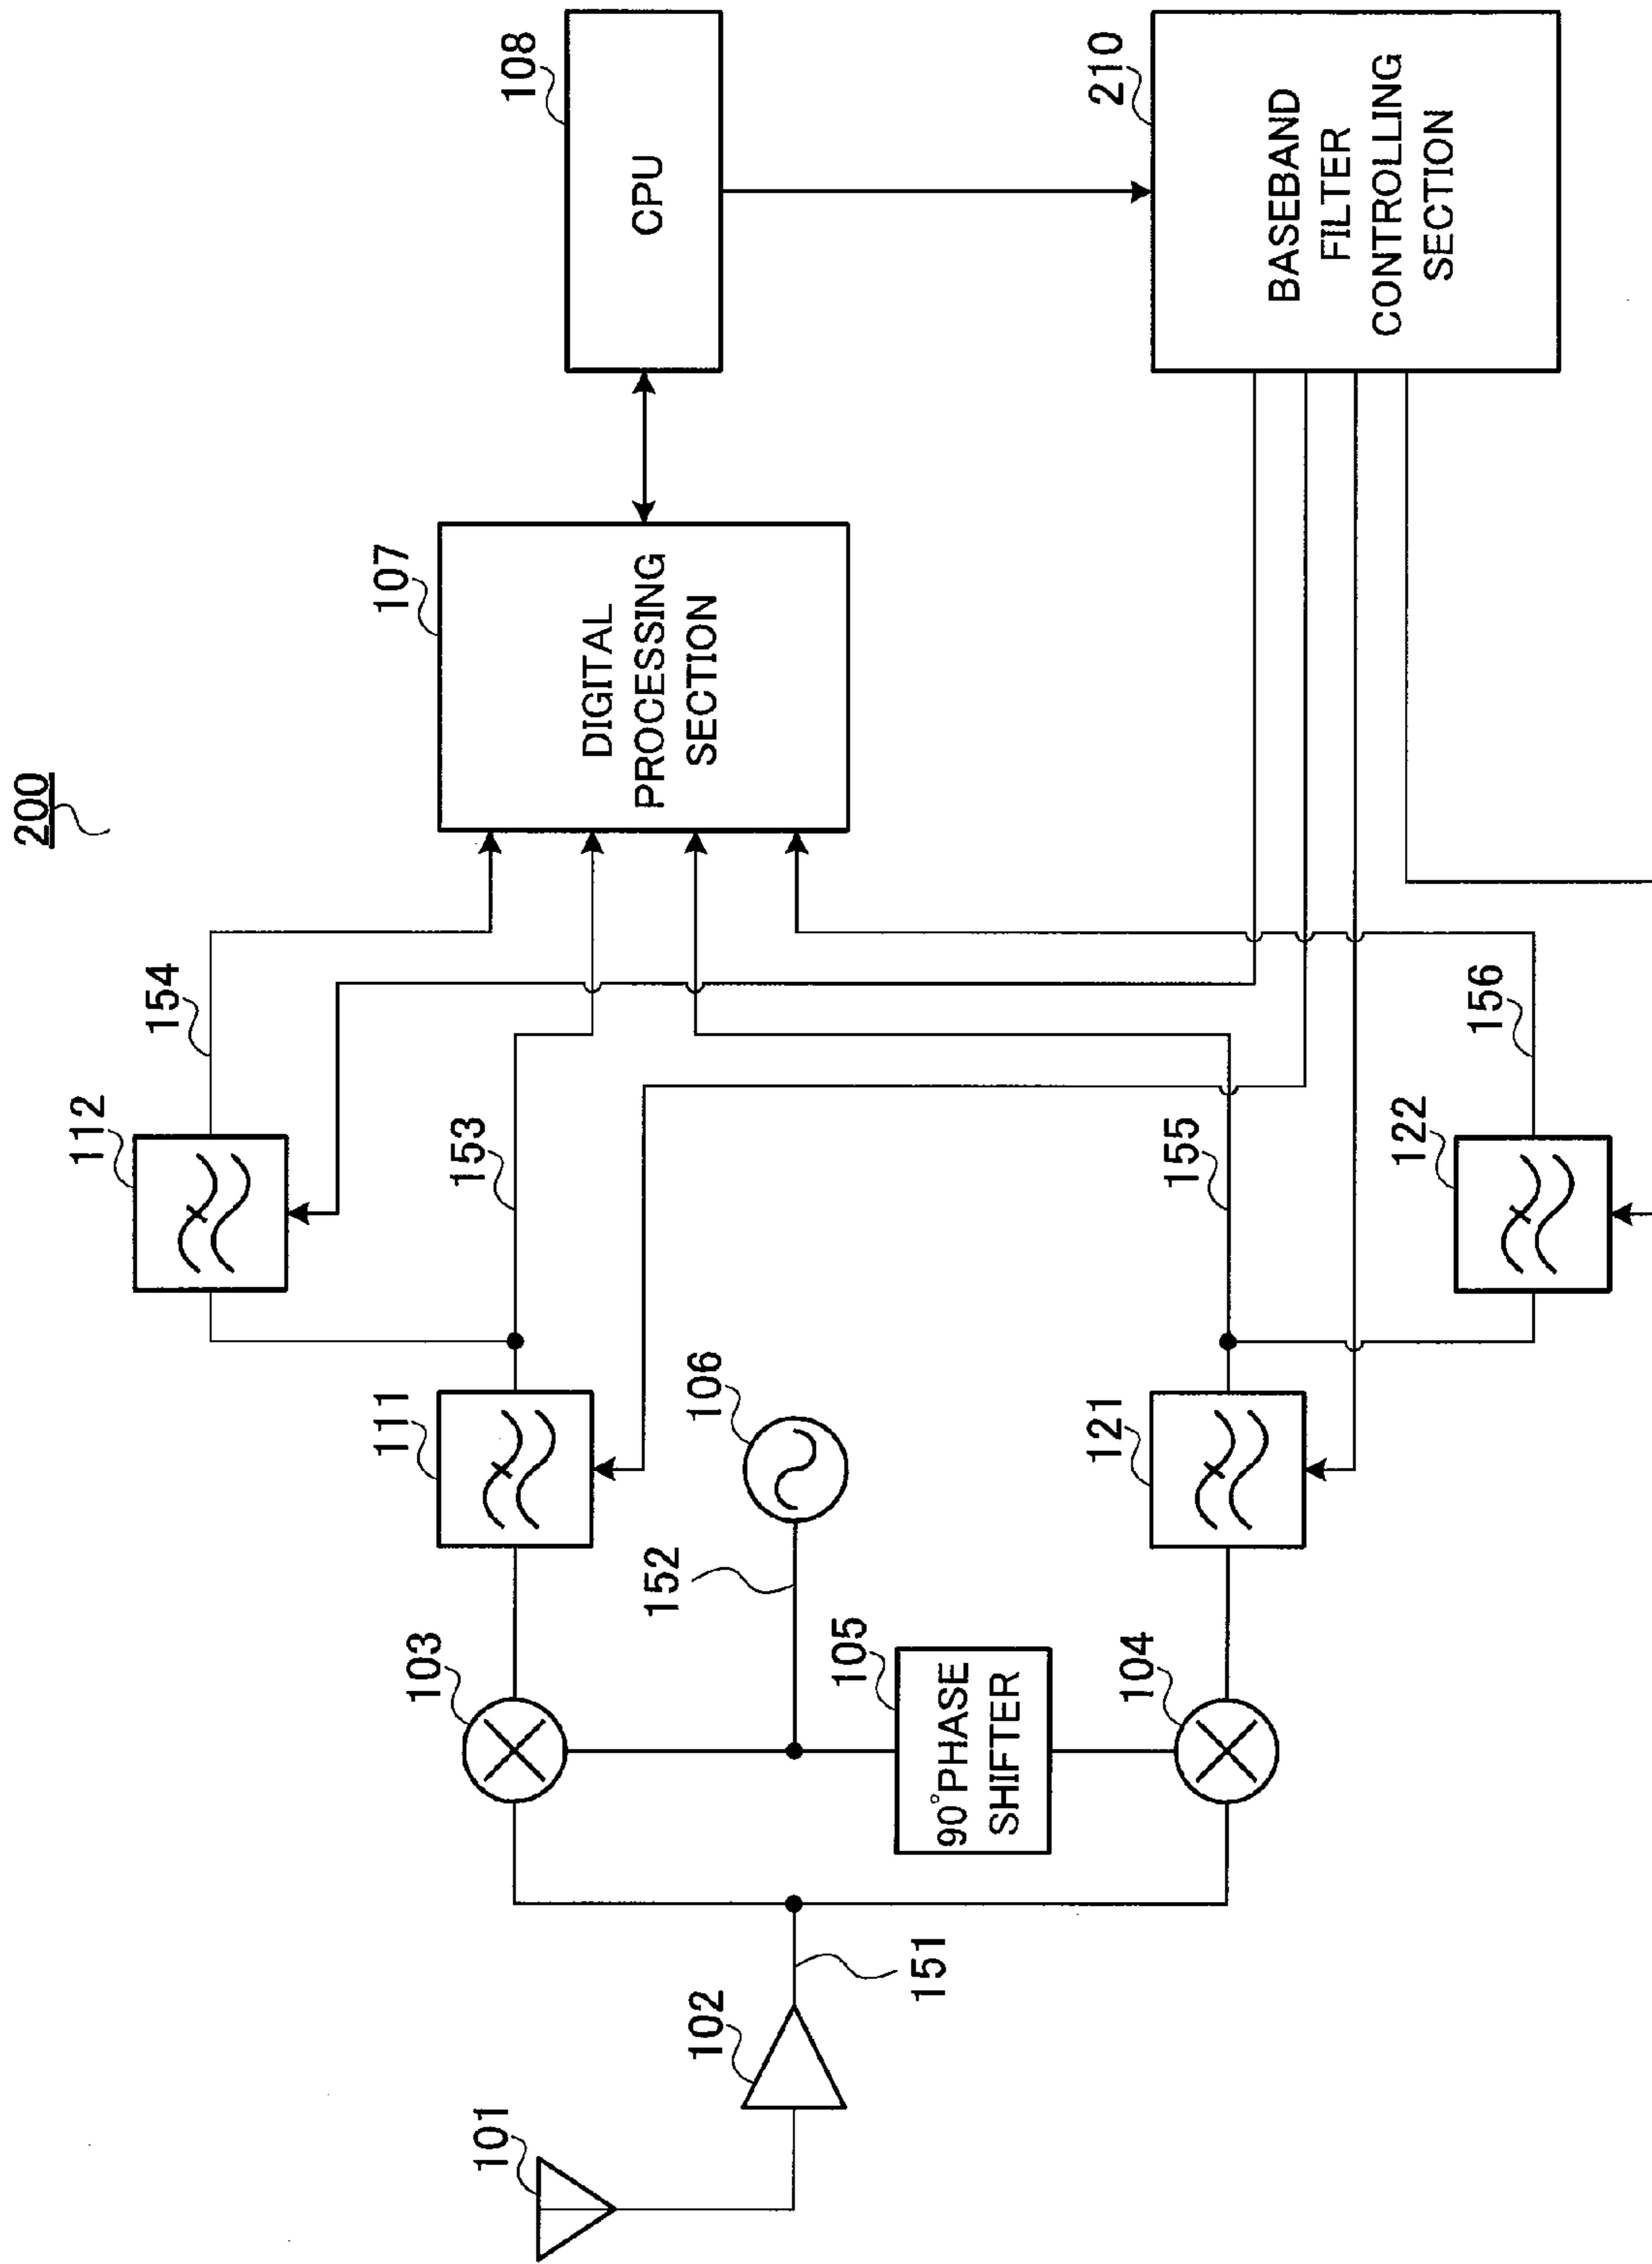 200
101
102
151
103
104
105
90°PHASE
SHIFTER
152
106
111
121
112
122
153
154
155
156
107
DIGITAL
PROCESSING
SECTION
108
CPU
210
BASEBAND
FILTER
CONTROLLING
SECTION